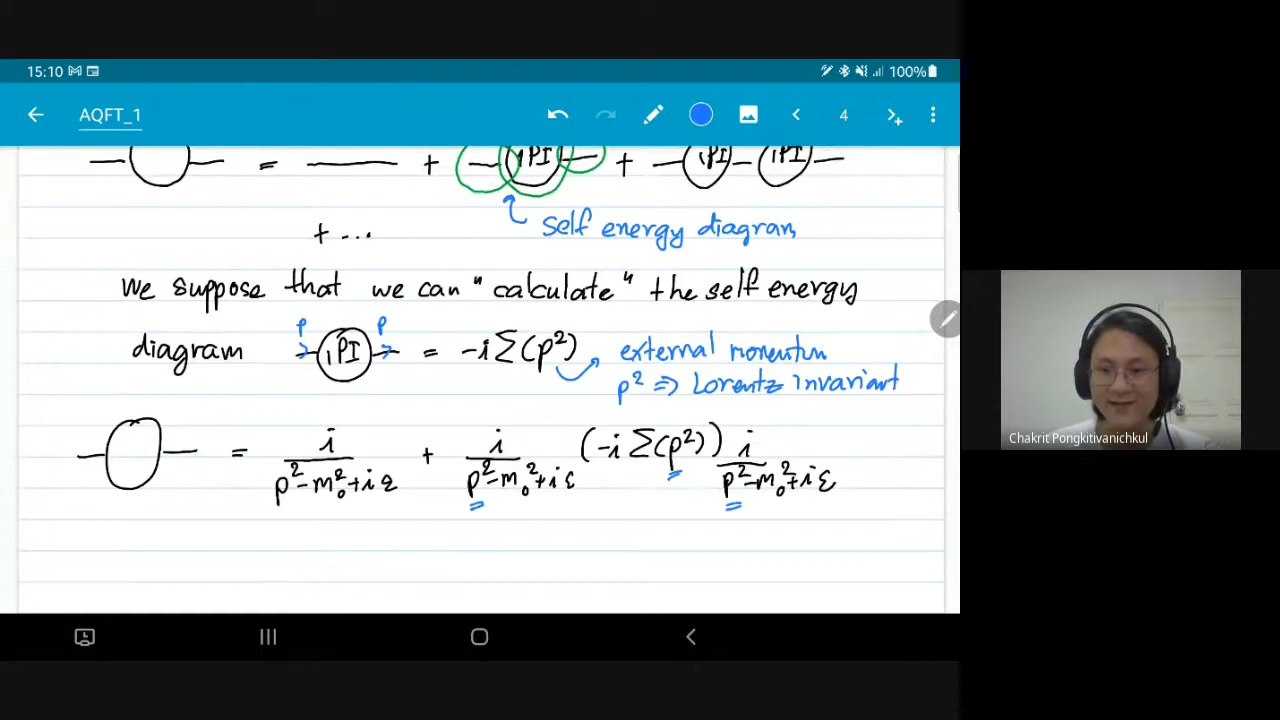 15:10 100%
AQFT_1 4
= + 1PI + 1PI 1PI
+ ...
self energy diagram
we suppose that we can "calculate" the self energy
p p
diagram 1PI = -i Σ(p²) external momentum
p² ⇒ Lorentz invariant
= i/(p²-m₀²+iε) + i/(p²-m₀²+iε) (-i Σ(p²)) i/(p²-m₀²+iε)
Chakrit Pongkitivanichkul